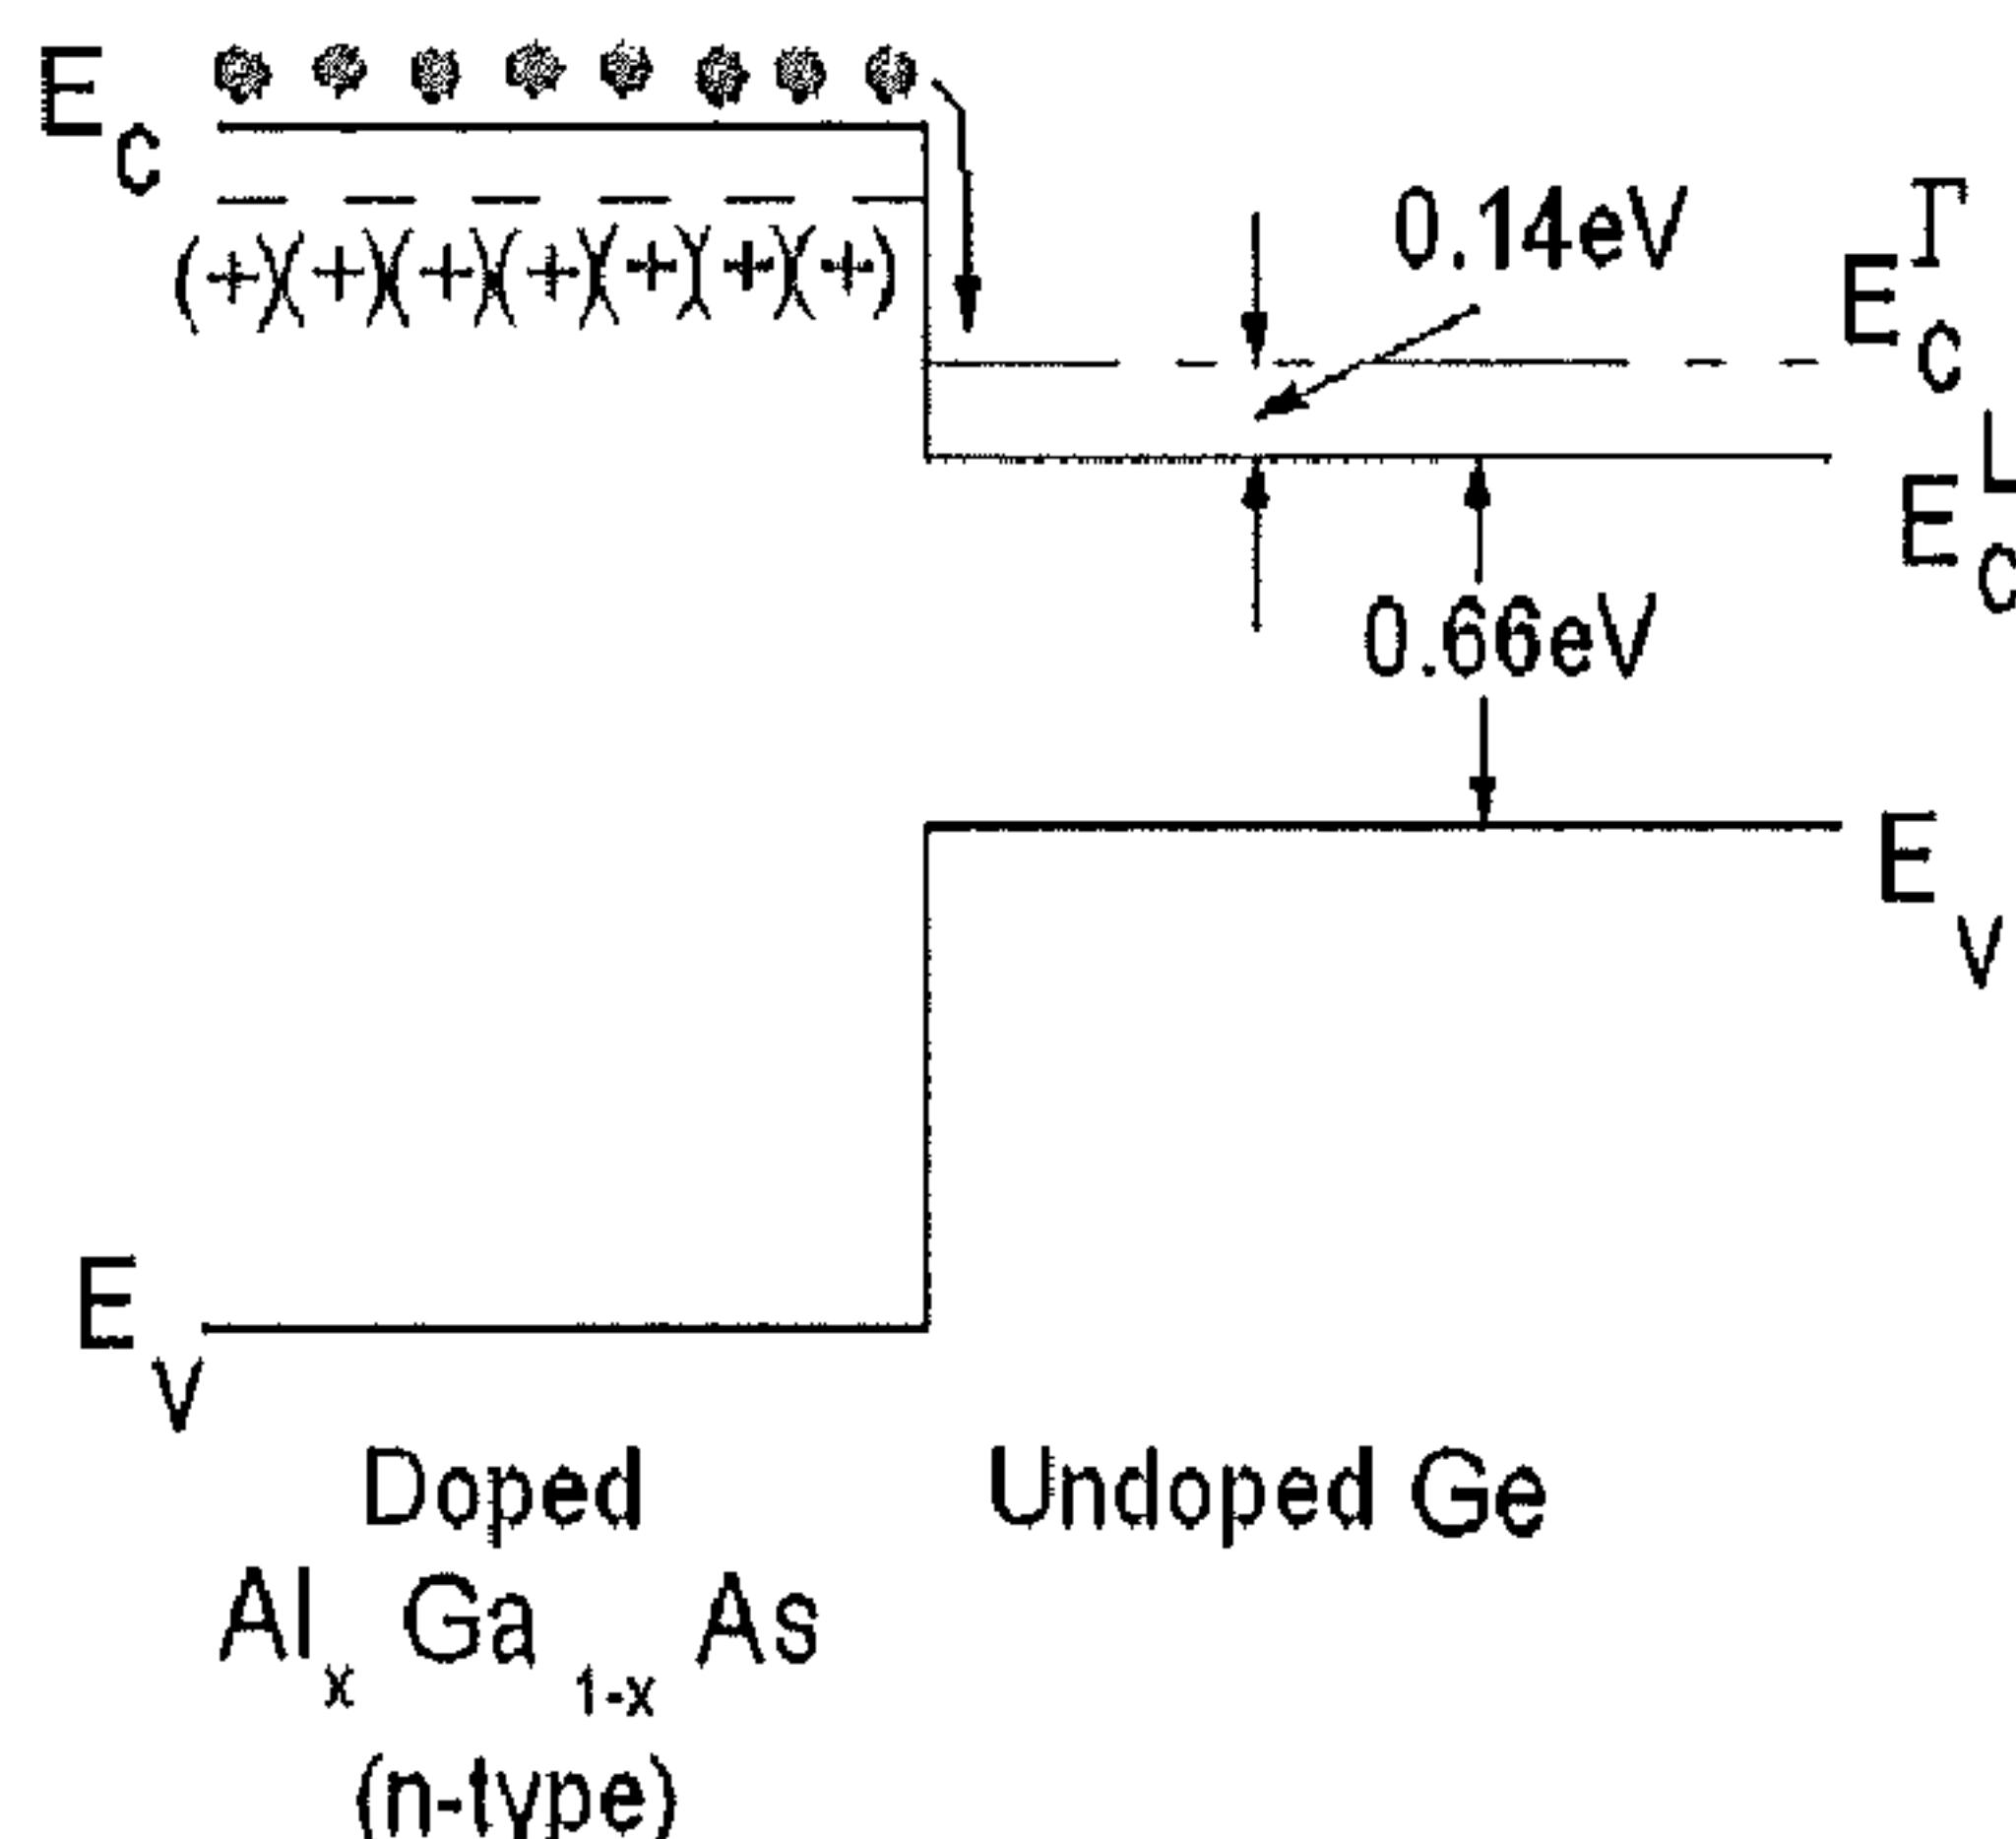 E_C
(+)(+)(+)(+)(+)(+)(+)
0.14eV
E_C^Γ
E_C^L
0.66eV
E_V
E_V
Doped
Undoped Ge
Al_x Ga_1-x As
(n-type)